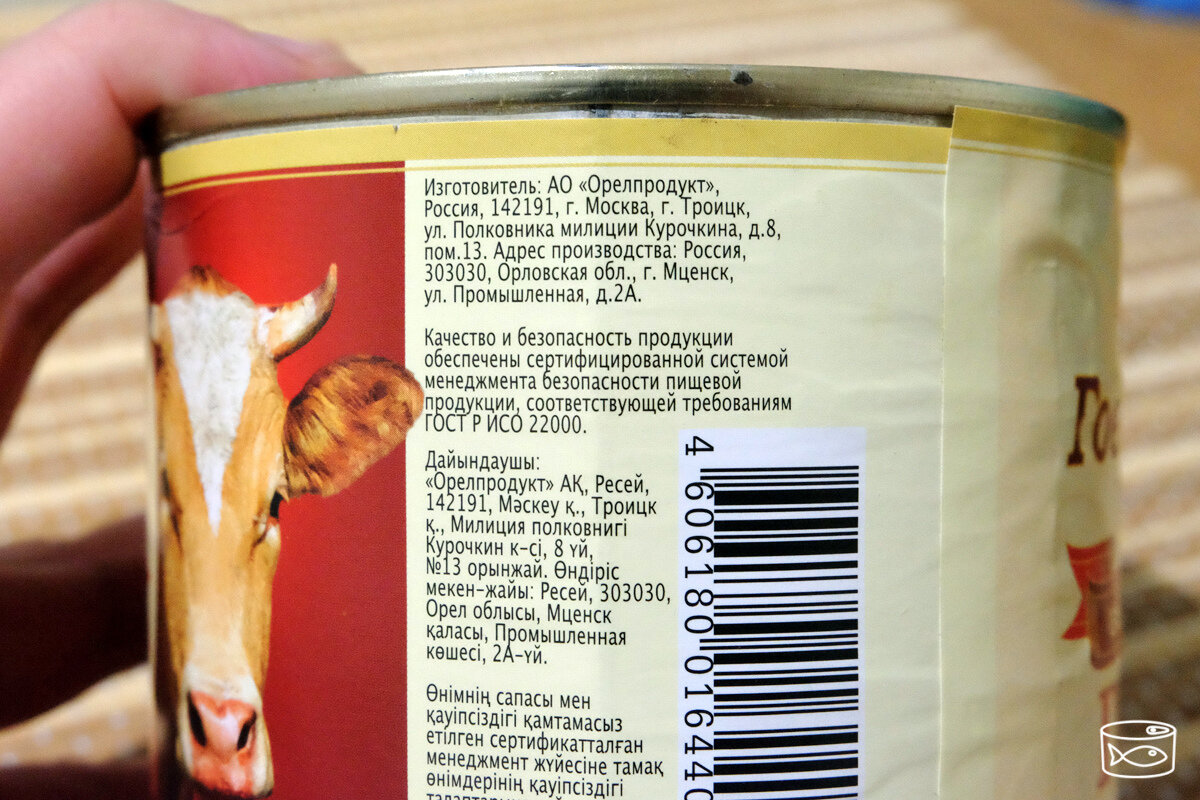 Изготовитель: АО «Орелпродукт»,
Россия, 142191, г. Москва, г. Троицк,
ул. Полковника милиции Курочкина, д.8,
пом.13. Адрес производства: Россия,
303030, Орловская обл., г. Мценск,
ул. Промышленная, д.2А.
Качество и безопасность продукции
обеспечены сертифицированной системой
менеджмента безопасности пищевой
продукции, соответствующей требованиям
ГОСТ Р ИСО 22000.
Дайындаушы:
«Орелпродукт» АҚ, Ресей,
142191, Мәскеу қ., Троицк
қ., Милиция полковнигі
Курочкин к-сі, 8 үй,
№13 орынжай. Өндіріс
мекен-жайы: Ресей, 303030,
Орел облысы, Мценск
қаласы, Промышленная
көшесі, 2А-үй.
Өнімнің сапасы мен
қауіпсіздігі қамтамасыз
етілген сертификатталған
менеджмент жүйесіне тамақ
өнімдерінің қауіпсіздігі
4 606180 016440